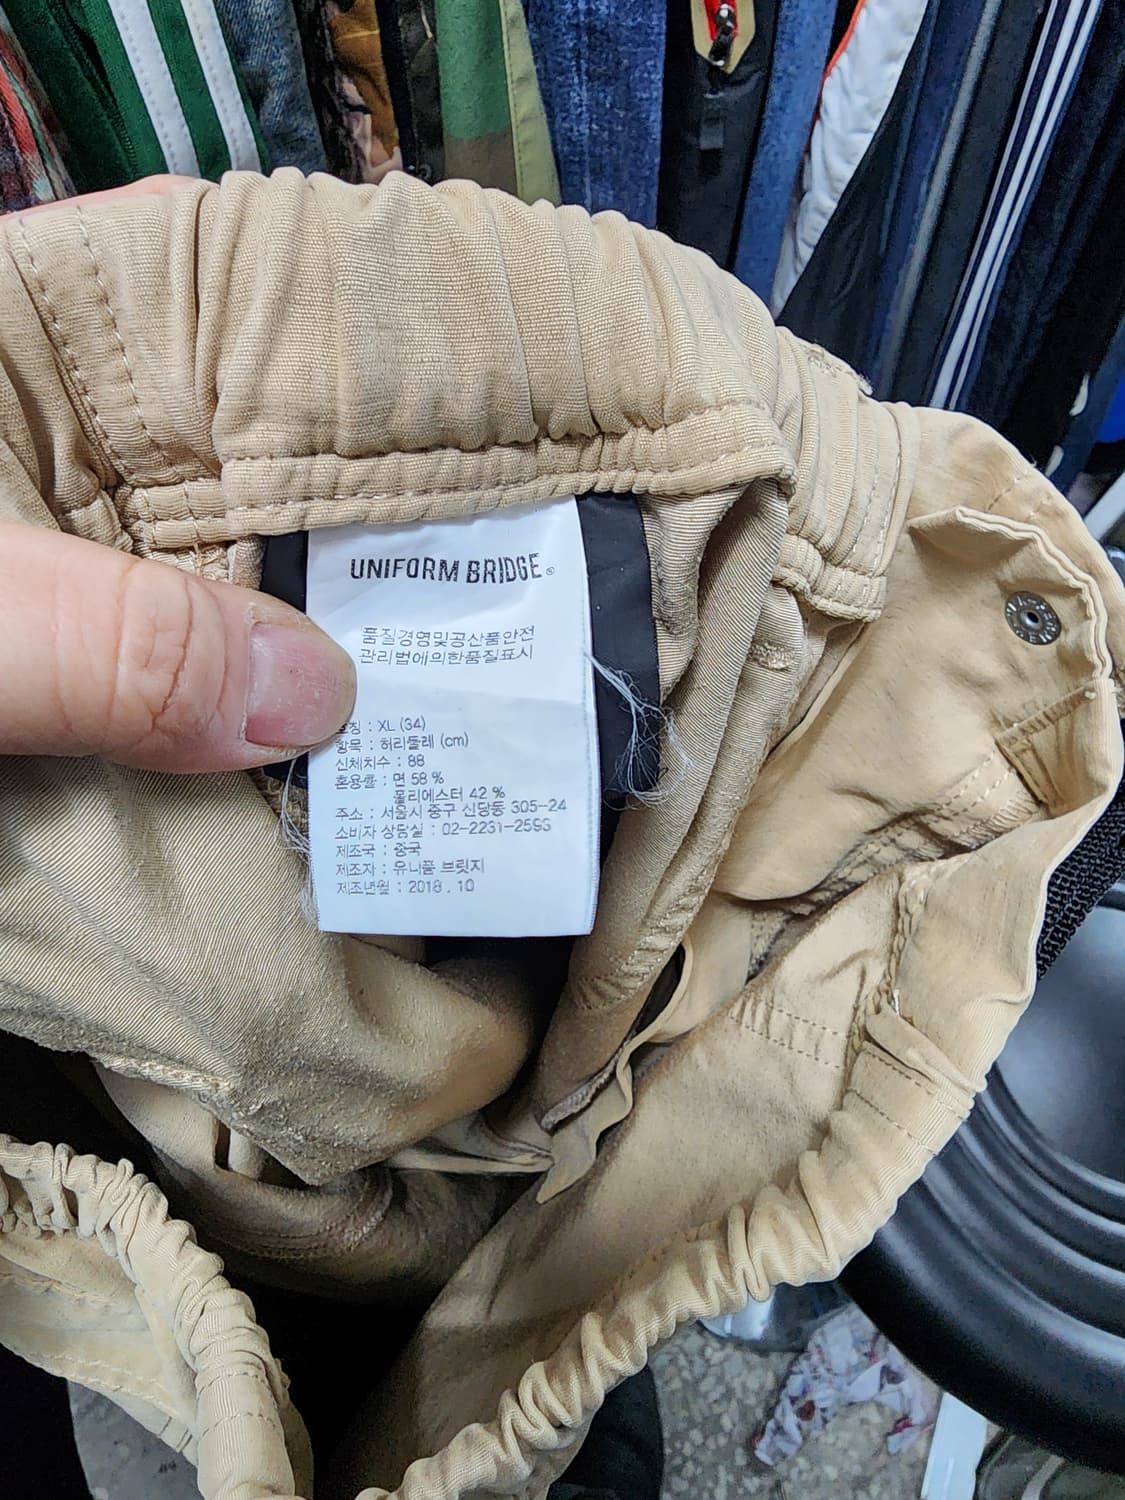 UNIFORM BRIDGE®
품질경영및공산품안전
관리법에의한품질표시
호칭 : XL (34)
항목 : 허리둘레 (cm)
신체치수 : 88
혼용률 : 면 58 %
폴리에스터 42 %
주소 : 서울시 중구 신당동 305-24
소비자 상담실 : 02-2231-2593
제조국 : 중국
제조자 : 유니폼 브릿지
제조년월 : 2018. 10